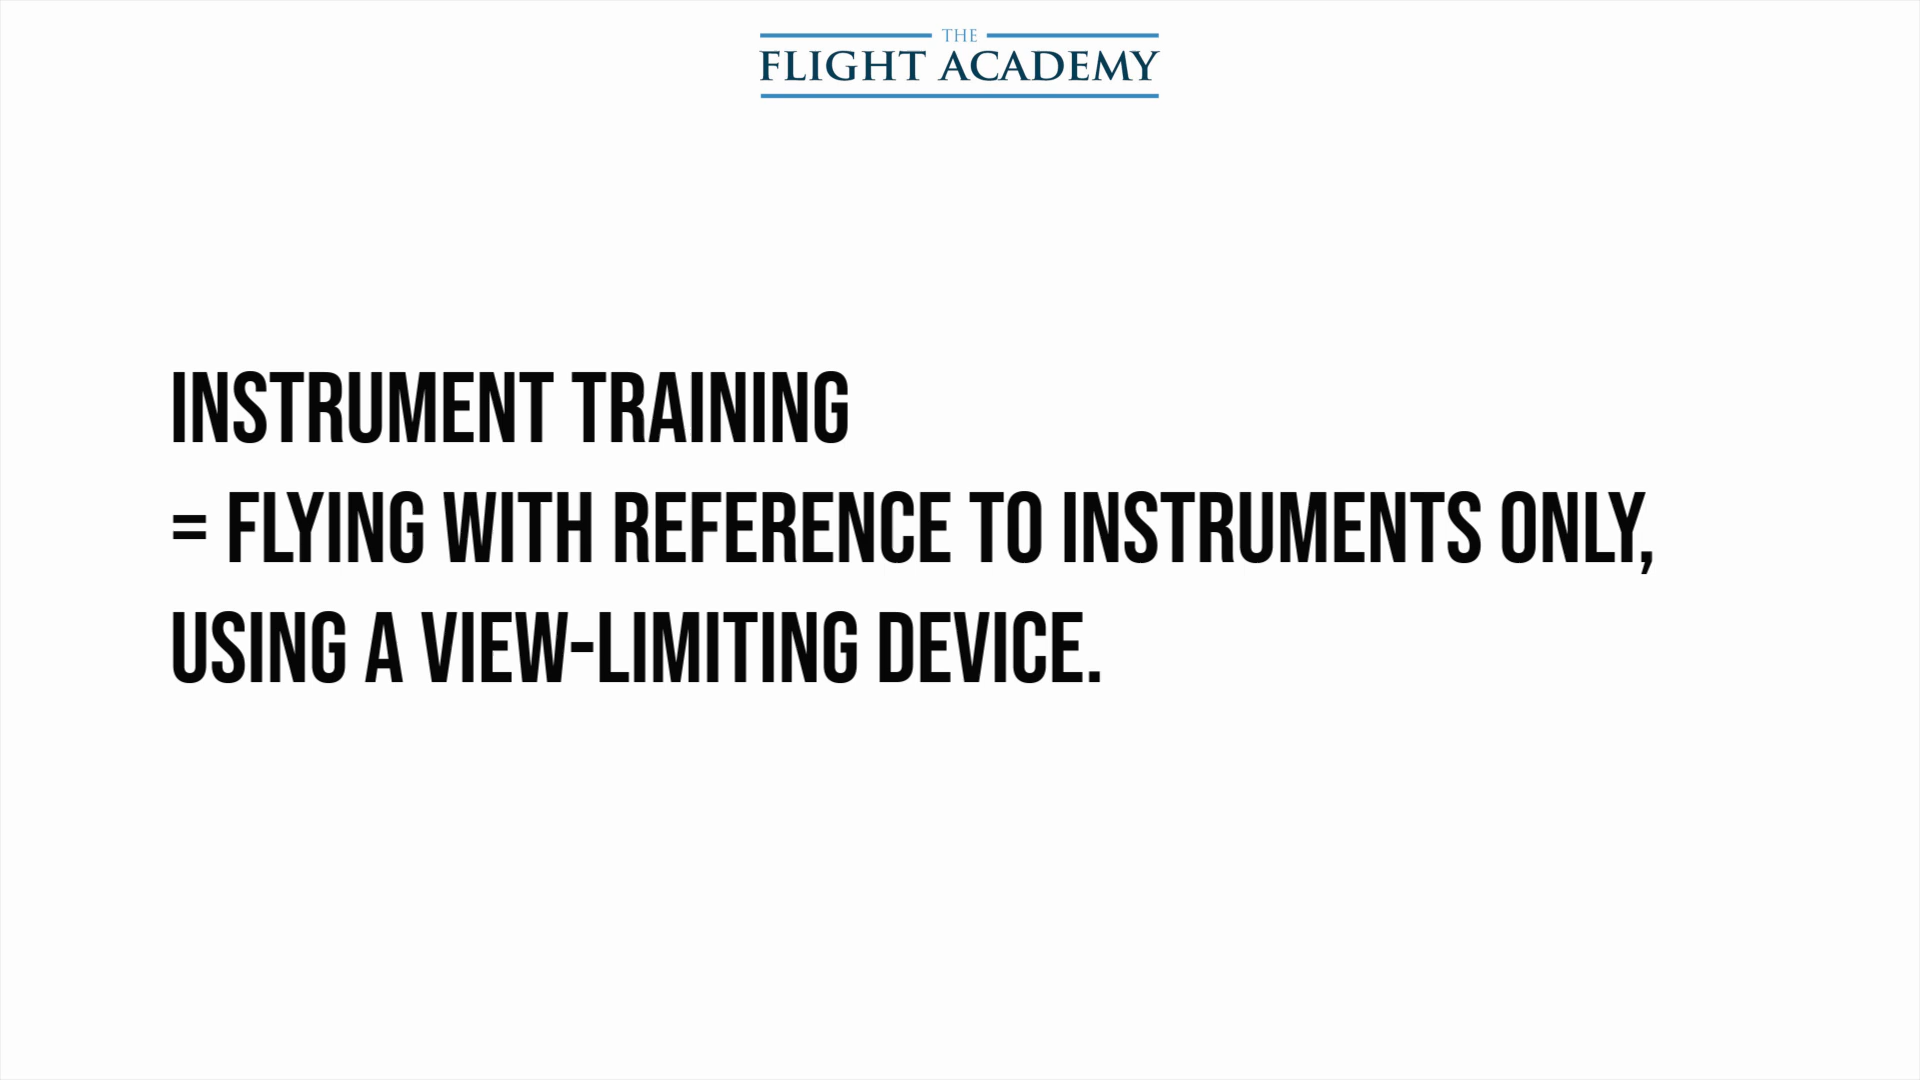 THE
FLIGHT ACADEMY
INSTRUMENT TRAINING
= FLYING WITH REFERENCE TO INSTRUMENTS ONLY,
USING A VIEW-LIMITING DEVICE.